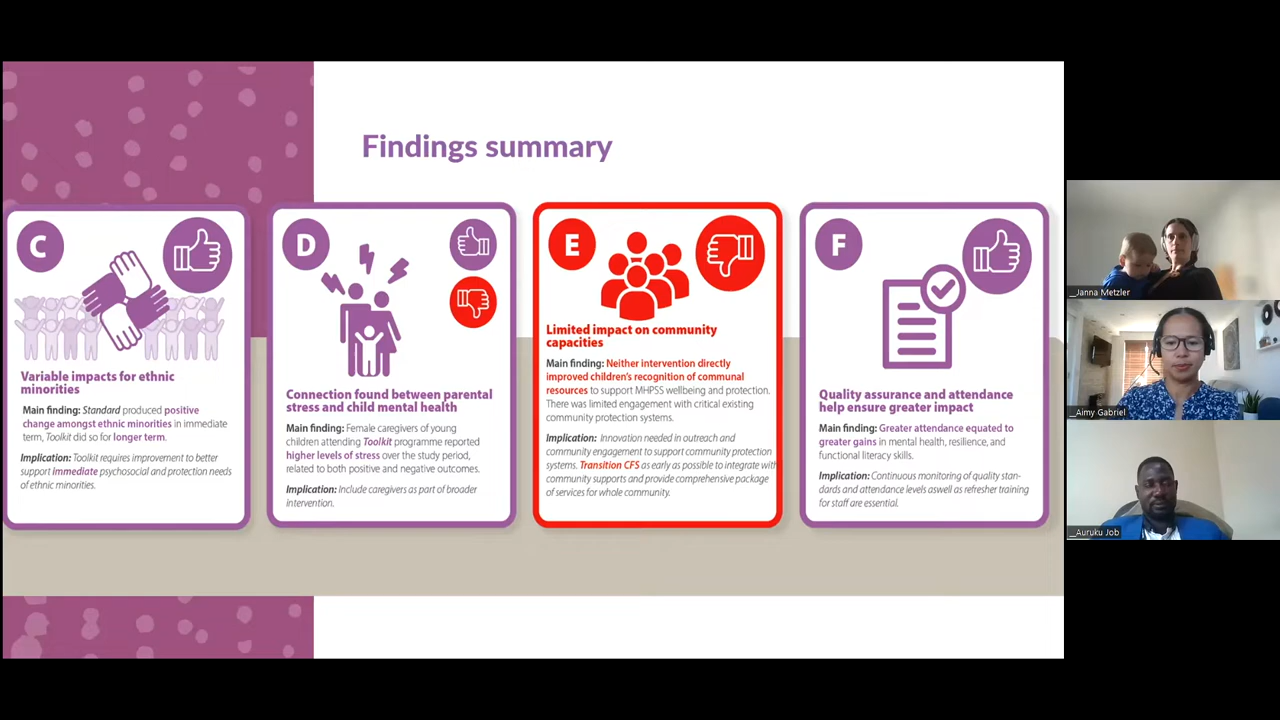 Findings summary
C
Variable impacts for ethnic
minorities
Main finding: Standard produced positive
change amongst ethnic minorities in immediate
term, Toolkit did so for longer term.
Implication: Toolkit requires improvement to better
support immediate psychosocial and protection needs
of ethnic minorities.
D
Connection found between parental
stress and child mental health
Main finding: Female caregivers of young
children attending Toolkit programme reported
higher levels of stress over the study period,
related to both positive and negative outcomes.
Implication: Include caregivers as part of broader
intervention.
E
Limited impact on community
capacities
Main finding: Neither intervention directly
improved children's recognition of communal
resources to support MHPSS wellbeing and protection.
There was limited engagement with critical existing
community protection systems.
Implication: Innovation needed in outreach and
community engagement to support community protection
systems. Transition CFS as early as possible to integrate with
community supports and provide comprehensive package
of services for whole community.
F
Quality assurance and attendance
help ensure greater impact
Main finding: Greater attendance equated to
greater gains in mental health, resilience, and
functional literacy skills.
Implication: Continuous monitoring of quality stan-
dards and attendance levels aswell as refresher training
for staff are essential.
__Janna Metzler
__Aimy Gabriel
__Auruku Job